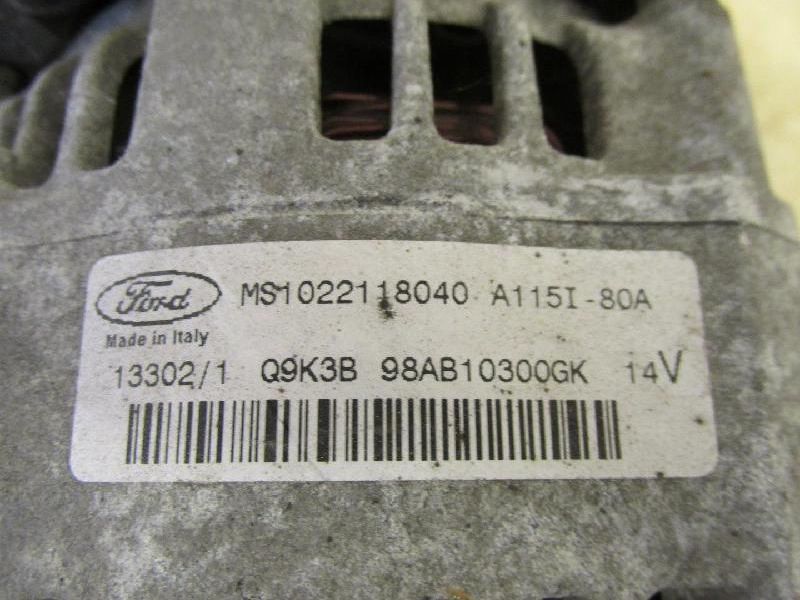 Ford MS1022118040 A115I-80A
Made in Italy
13302/1 Q9K3B 98AB10300GK 14V